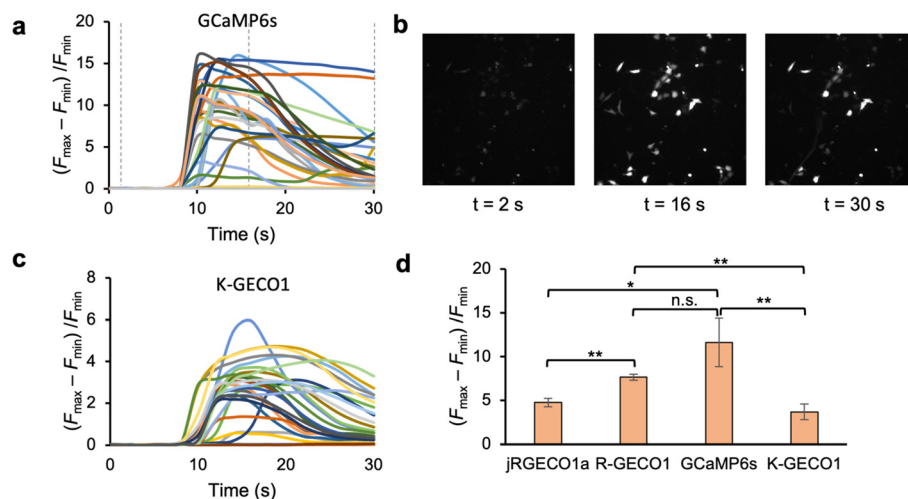 a
GCaMP6s
(Fmax – Fmin) /Fmin
20
15
10
5
0
0 10 20 30
Time (s)
b
t = 2 s t = 16 s t = 30 s
c
K-GECO1
(Fmax – Fmin) /Fmin
8
6
4
2
0
0 10 20 30
Time (s)
d
(Fmax – Fmin) /Fmin
20
15
10
5
0
**
*
n.s. **
**
jRGECO1a R-GECO1 GCaMP6s K-GECO1